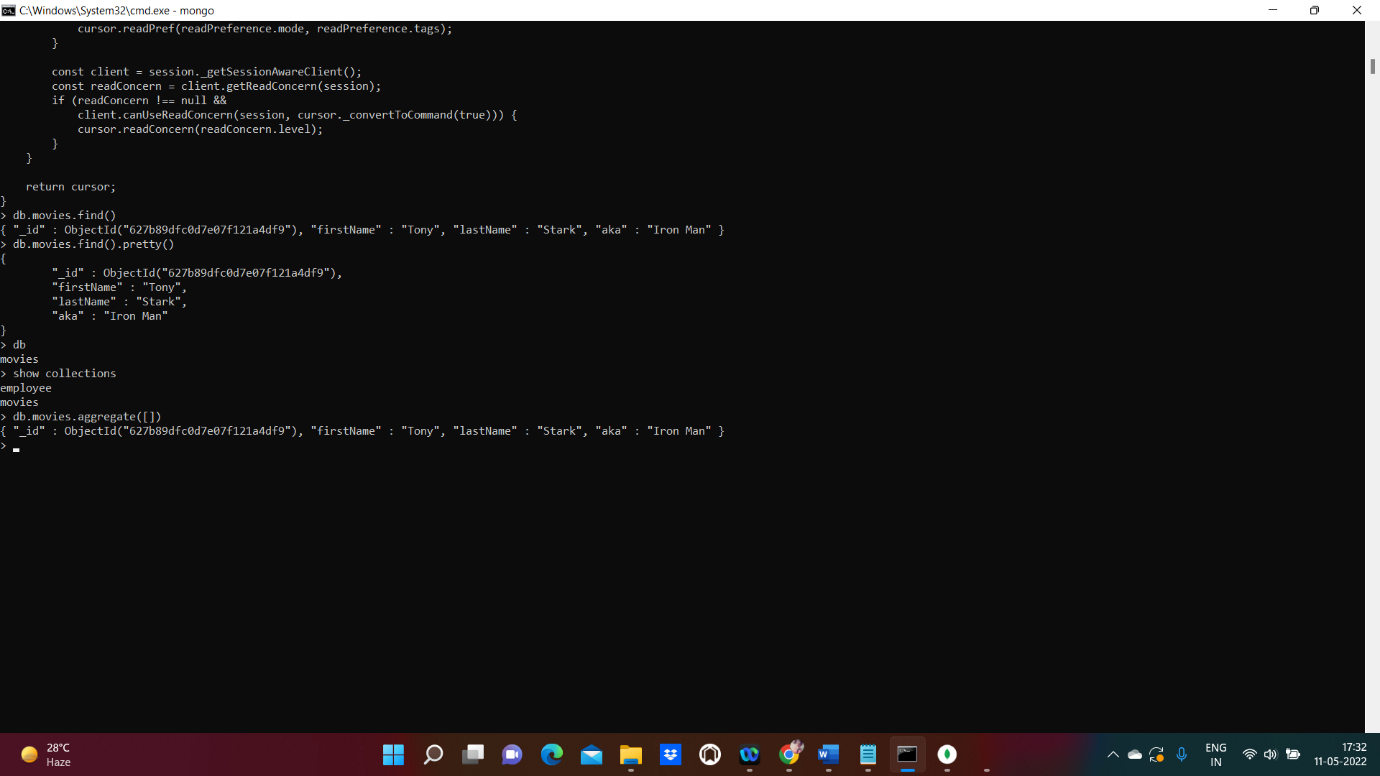 C:\Windows\System32\cmd.exe - mongo
cursor.readPref(readPreference.mode, readPreference.tags);
}
const client = session._getSessionAwareClient();
const readConcern = client.getReadConcern(session);
if (readConcern !== null &&
client.canUseReadConcern(session, cursor._convertToCommand(true))) {
cursor.readConcern(readConcern.level);
}
}
return cursor;
}
> db.movies.find()
{ "_id" : ObjectId("627b89dfc0d7e07f121a4df9"), "firstName" : "Tony", "lastName" : "Stark", "aka" : "Iron Man" }
> db.movies.find().pretty()
{
"_id" : ObjectId("627b89dfc0d7e07f121a4df9"),
"firstName" : "Tony",
"lastName" : "Stark",
"aka" : "Iron Man"
}
> db
movies
> show collections
employee
movies
> db.movies.aggregate([])
{ "_id" : ObjectId("627b89dfc0d7e07f121a4df9"), "firstName" : "Tony", "lastName" : "Stark", "aka" : "Iron Man" }
>
28°C
Haze
ENG
IN
17:32
11-05-2022